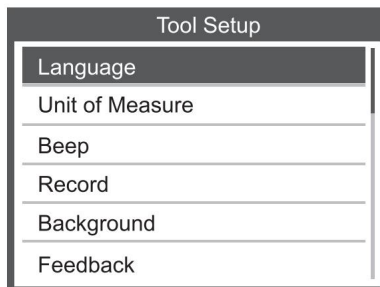 Tool Setup
Language
Unit of Measure
Beep
Record
Background
Feedback